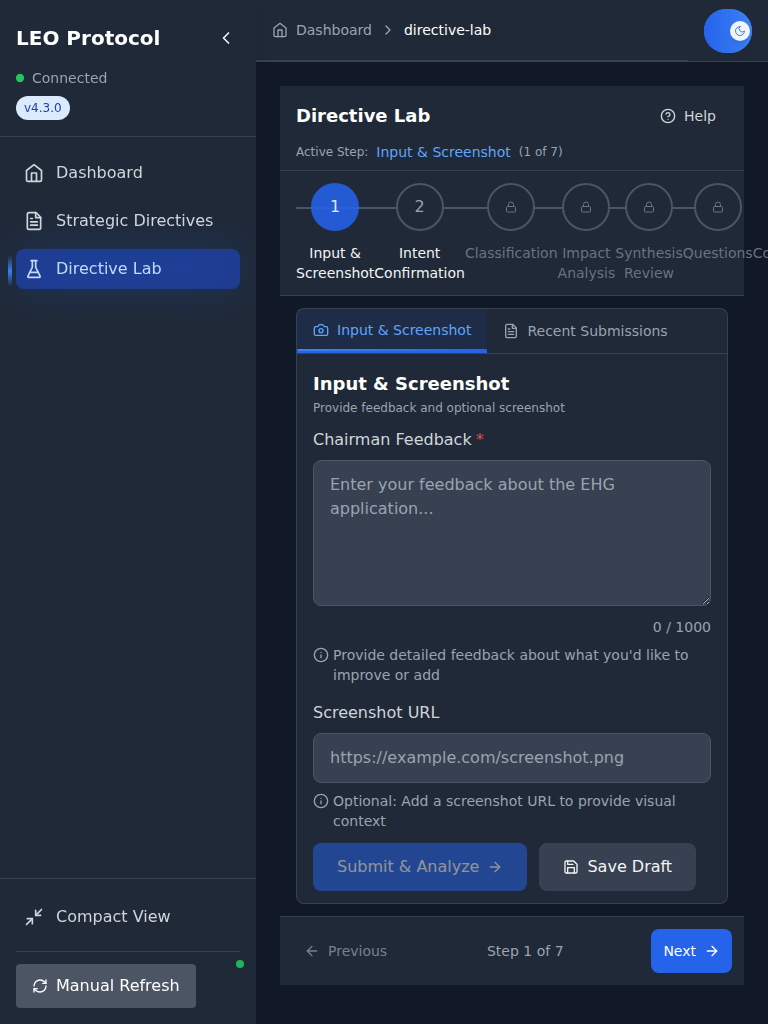 LEO Protocol
Connected
v4.3.0
Dashboard
Strategic Directives
Directive Lab
Compact View
Manual Refresh
Dashboard
directive-lab
Directive Lab
Help
Active Step: Input & Screenshot (1 of 7)
1
2
Input &
Screenshot
Intent
Confirmation
Classification
Impact
Analysis
Synthesis
Review
Questions
Co
Input & Screenshot
Recent Submissions
Input & Screenshot
Provide feedback and optional screenshot
Chairman Feedback *
Enter your feedback about the EHG
application...
0 / 1000
Provide detailed feedback about what you'd like to
improve or add
Screenshot URL
https://example.com/screenshot.png
Optional: Add a screenshot URL to provide visual
context
Submit & Analyze
Save Draft
Previous
Step 1 of 7
Next